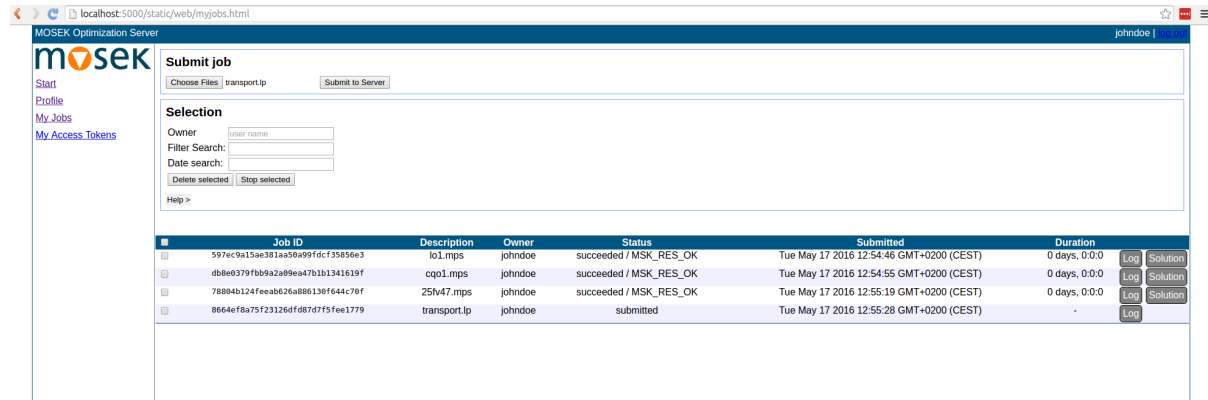 localhost:5000/static/web/myjobs.html
MOSEK Optimization Server johndoe | log out
mosek
Start
Profile
My Jobs
My Access Tokens
Submit job
Choose Files transport.lp Submit to Server
Selection
Owner user name
Filter Search:
Date search:
Delete selected Stop selected
Help >
Job ID Description Owner Status Submitted Duration
597ec9a15ae381aa50a99fdcf35856e3 lo1.mps johndoe succeeded / MSK_RES_OK Tue May 17 2016 12:54:46 GMT+0200 (CEST) 0 days, 0:0:0 Log Solution
db8e0379fbb9a2a09ea47b1b1341619f cqo1.mps johndoe succeeded / MSK_RES_OK Tue May 17 2016 12:54:55 GMT+0200 (CEST) 0 days, 0:0:0 Log Solution
78804b124feeab626a886130f644c70f 25fv47.mps johndoe succeeded / MSK_RES_OK Tue May 17 2016 12:55:19 GMT+0200 (CEST) 0 days, 0:0:0 Log Solution
8664ef8a75f23126dfd87d7f5fee1779 transport.lp johndoe submitted Tue May 17 2016 12:55:28 GMT+0200 (CEST) - Log